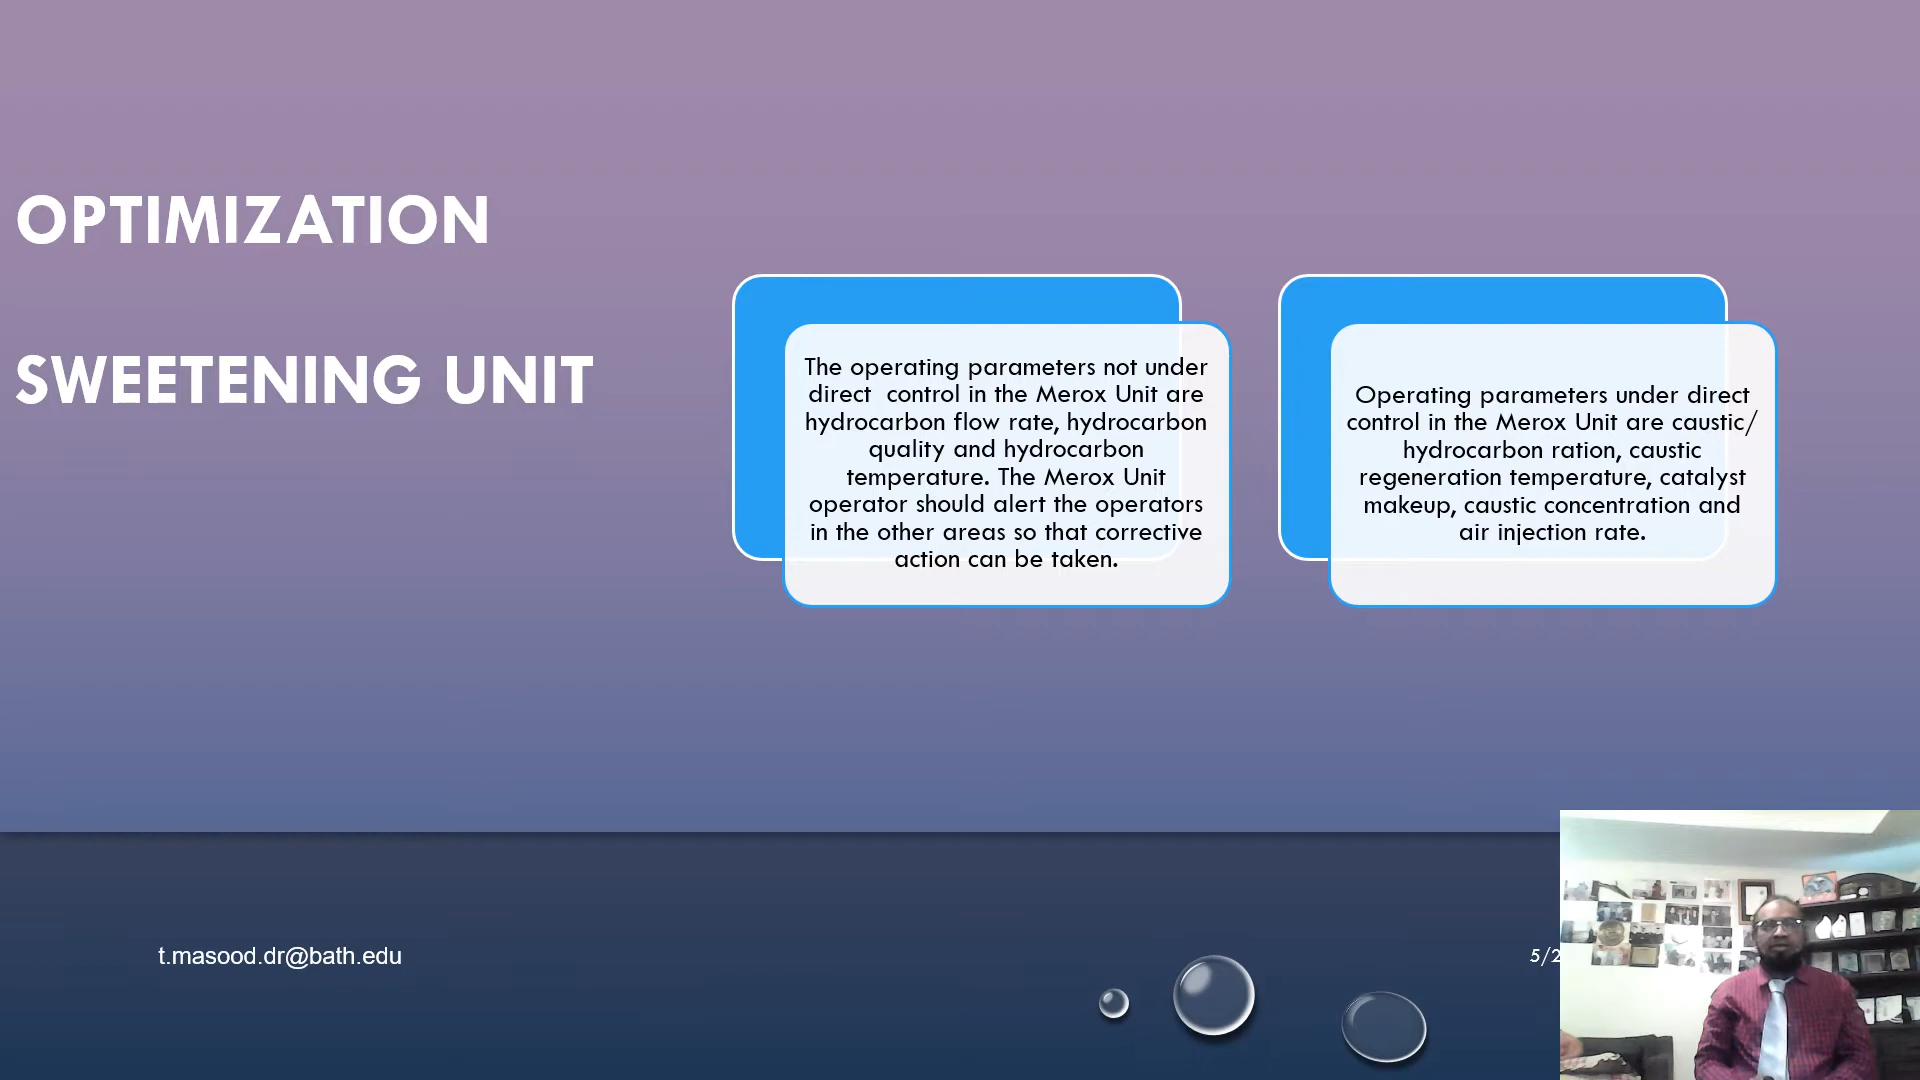 OPTIMIZATION
SWEETENING UNIT
The operating parameters not under
direct control in the Merox Unit are
hydrocarbon flow rate, hydrocarbon
quality and hydrocarbon
temperature. The Merox Unit
operator should alert the operators
in the other areas so that corrective
action can be taken.
Operating parameters under direct
control in the Merox Unit are caustic/
hydrocarbon ration, caustic
regeneration temperature, catalyst
makeup, caustic concentration and
air injection rate.
t.masood.dr@bath.edu
5/2